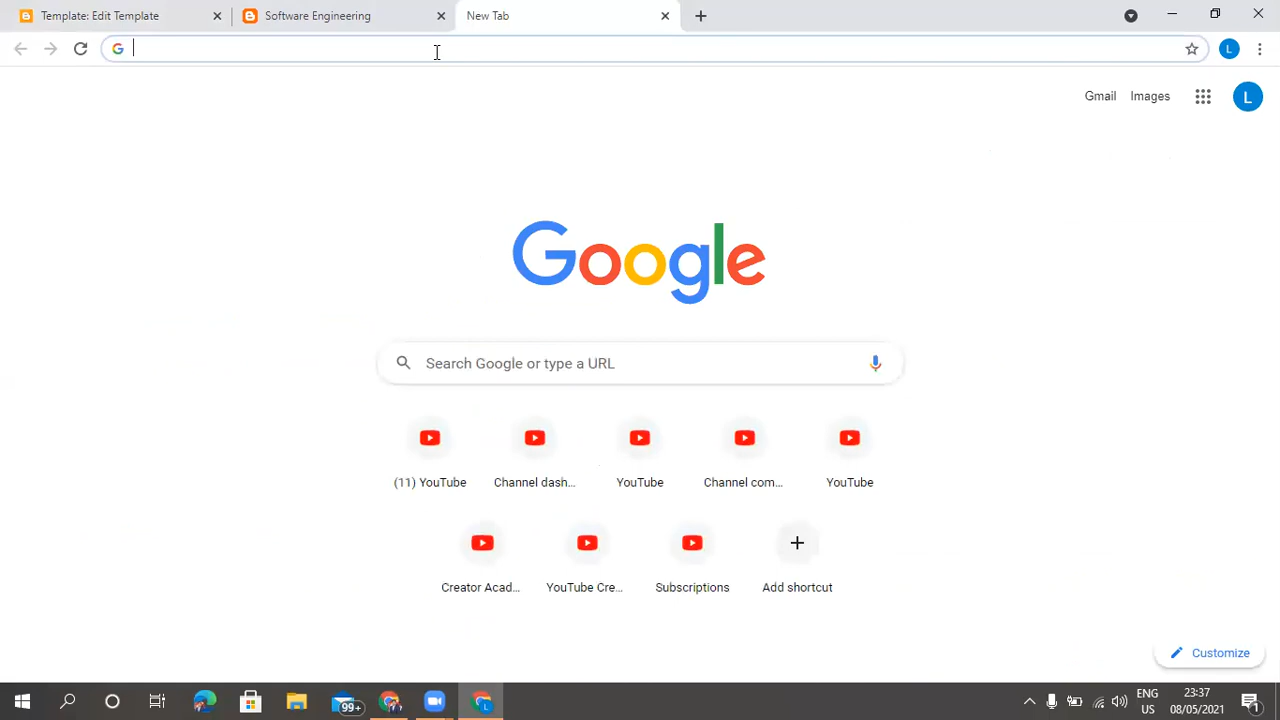 Template: Edit Template
Software Engineering
New Tab
L
Gmail
Images
L
Google
Search Google or type a URL
(11) YouTube
Channel dash...
YouTube
Channel com...
YouTube
Creator Acad...
YouTube Cre...
Subscriptions
Add shortcut
Customize
99+
L
ENG
US
23:37
08/05/2021
1